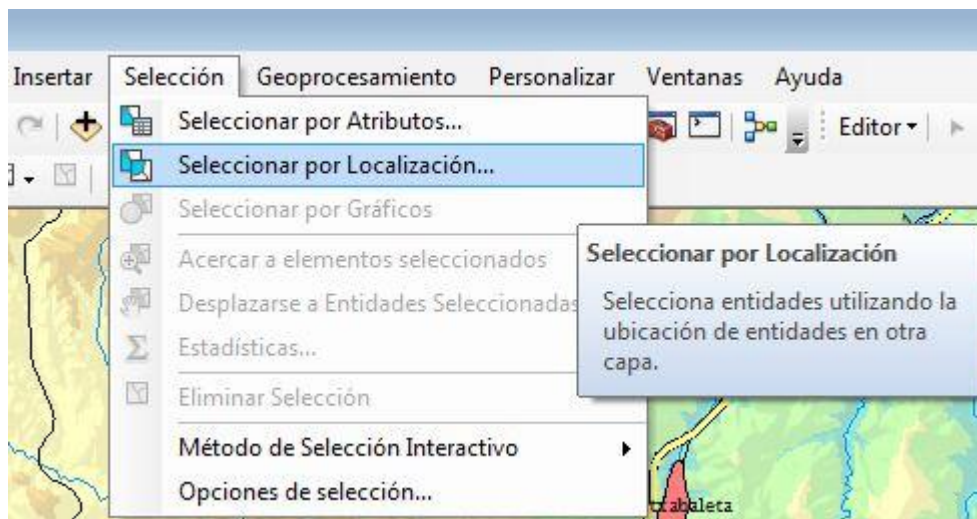 Insertar Selección Geoprocesamiento Personalizar Ventanas Ayuda
Seleccionar por Atributos...
Editor
Seleccionar por Localización...
Seleccionar por Gráficos
Acercar a elementos seleccionados
Desplazarse a Entidades Seleccionadas
Estadísticas...
Eliminar Selección
Método de Selección Interactivo
Opciones de selección...
Seleccionar por Localización
Selecciona entidades utilizando la
ubicación de entidades en otra
capa.